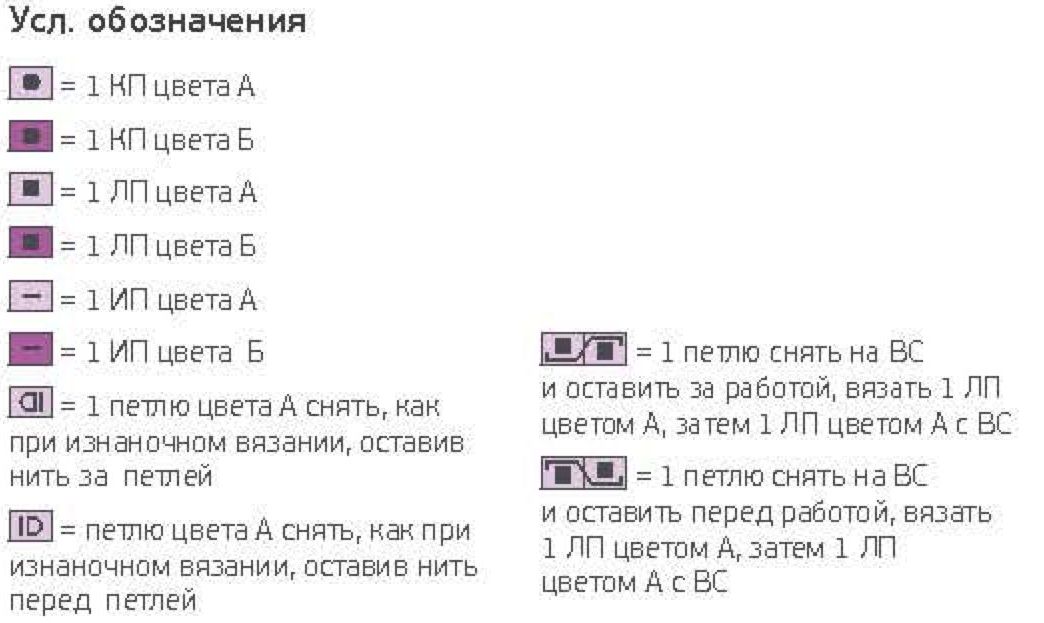 Усл. обозначения
= 1 КП цвета А
= 1 КП цвета Б
= 1 ЛП цвета А
= 1 ЛП цвета Б
= 1 ИП цвета А
= 1 ИП цвета Б
= 1 петлю цвета А снять, как
при изнаночном вязании, оставив
нить за петлей
= петлю цвета А снять, как при
изнаночном вязании, оставив нить
перед петлей
= 1 петлю снять на ВС
и оставить за работой, вязать 1 ЛП
цветом А, затем 1 ЛП цветом А с ВС
= 1 петлю снять на ВС
и оставить перед работой, вязать
1 ЛП цветом А, затем 1 ЛП
цветом А с ВС